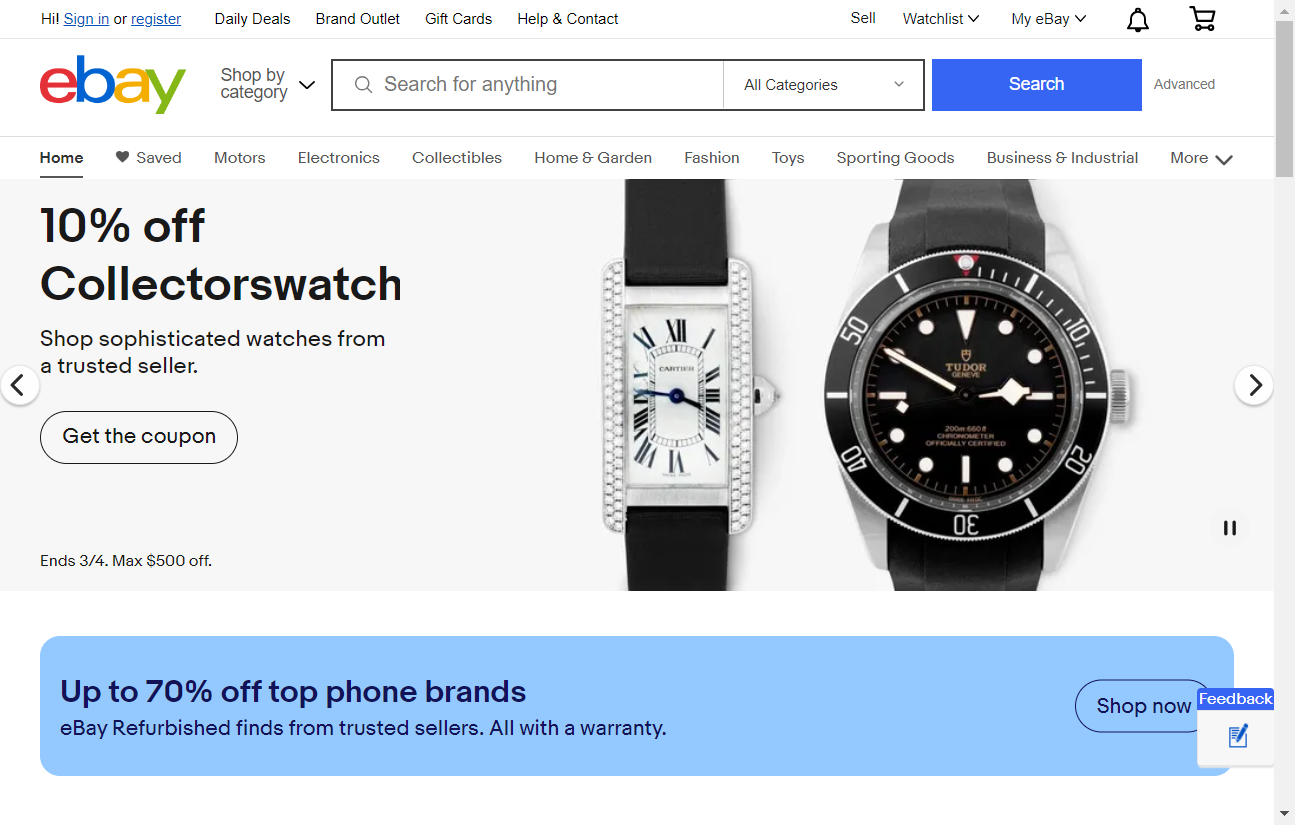 Hi! Sign in or register Daily Deals Brand Outlet Gift Cards Help & Contact Sell Watchlist My eBay
ebay
Shop by
category
Search for anything
All Categories
Search
Advanced
Home Saved Motors Electronics Collectibles Home & Garden Fashion Toys Sporting Goods Business & Industrial More
10% off
Collectorswatch
Shop sophisticated watches from
a trusted seller.
Get the coupon
Ends 3/4. Max $500 off.
CARTIER
XII
50
10
TUDOR
GENEVE
200m 660ft
CHRONOMETER
OFFICIALLY CERTIFIED
40
20
30
Up to 70% off top phone brands
eBay Refurbished finds from trusted sellers. All with a warranty.
Shop now
Feedback